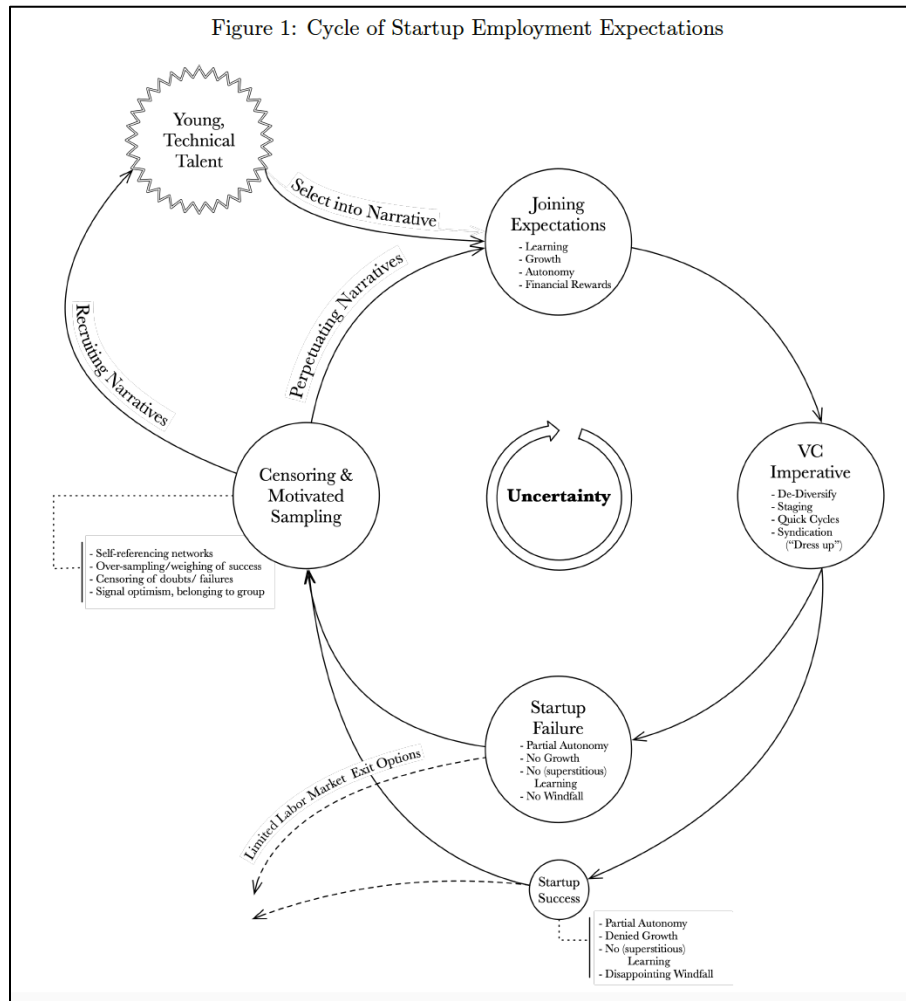 Figure 1: Cycle of Startup Employment Expectations
Young,
Technical
Talent
Select into Narrative
Joining
Expectations
- Learning
- Growth
- Autonomy
- Financial Rewards
Perpetuating Narratives
Recruiting Narratives
Censoring &
Motivated
Sampling
Uncertainty
VC
Imperative
- De-Diversify
- Staging
- Quick Cycles
- Syndication
("Dress up")
- Self-referencing networks
- Over-sampling/weighing of success
- Censoring of doubts/ failures
- Signal optimism, belonging to group
Startup
Failure
- Partial Autonomy
- No Growth
- No (superstitious)
Learning
- No Windfall
Limited Labor Market Exit Options
Startup
Success
- Partial Autonomy
- Denied Growth
- No (superstitious)
Learning
- Disappointing Windfall